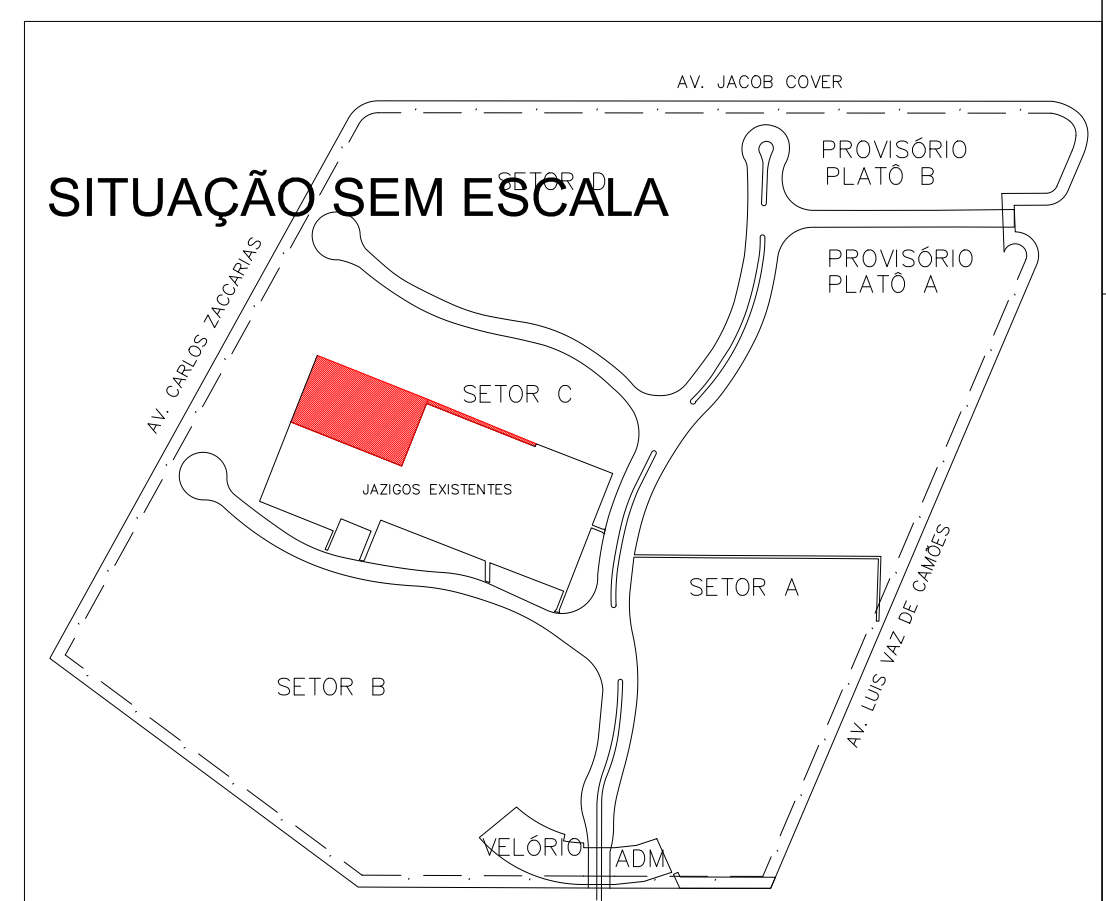 AV. JACOB COVER
PROVISÓRIO
PLATÔ B
SETOR D
SITUAÇÃO SEM ESCALA
PROVISÓRIO
PLATÔ A
AV. CARLOS ZACCARIAS
SETOR C
JAZIGOS EXISTENTES
SETOR A
AV. LUIS VAZ DE CAMÕES
SETOR B
VELÓRIO
ADM